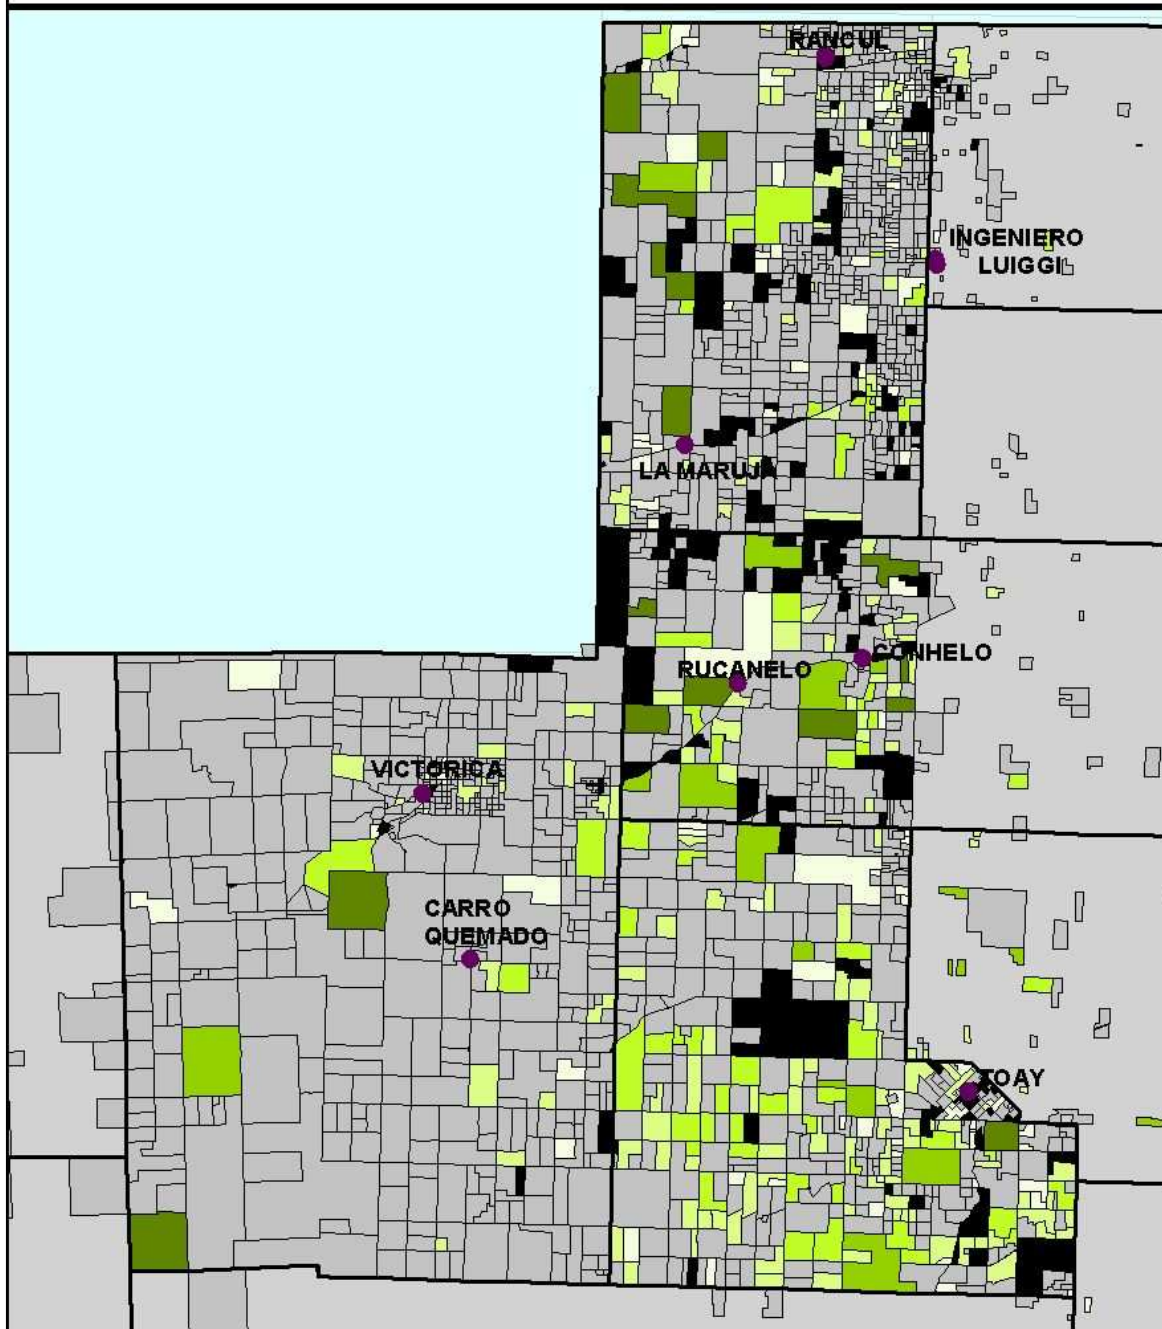 RANCUL
INGENIERO
LUIGGI
LA MARUJA
CONHELO
RUCANELO
VICTORICA
CARRO
QUEMADO
TOAY